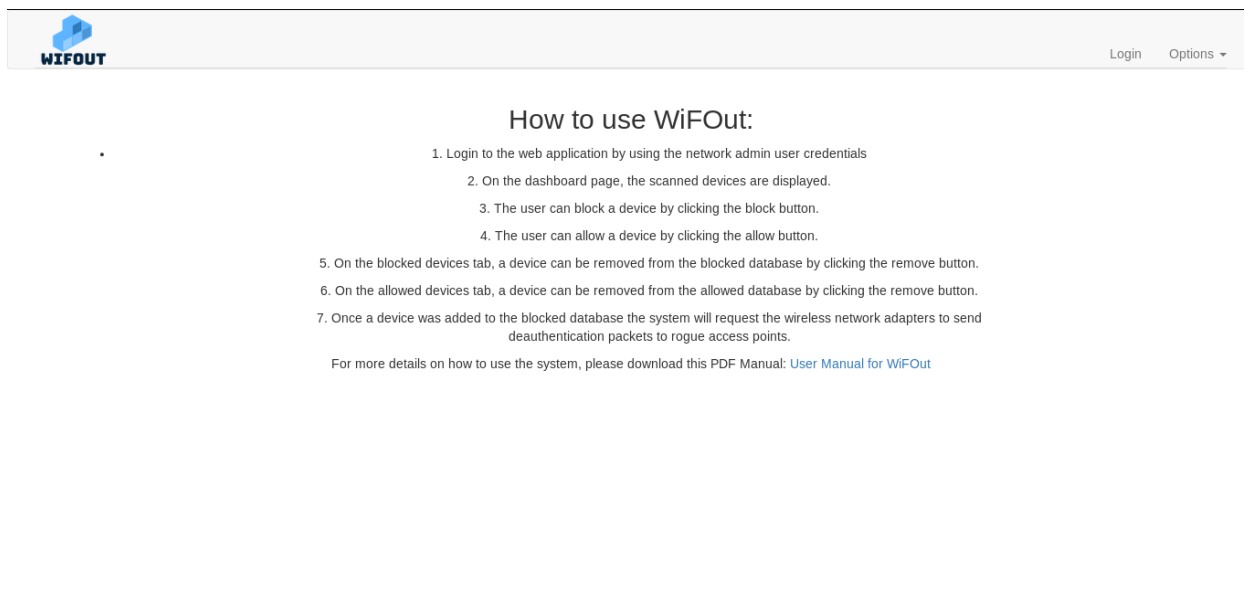 WIFOUT
Login
Options
How to use WiFOut:
1. Login to the web application by using the network admin user credentials
2. On the dashboard page, the scanned devices are displayed.
3. The user can block a device by clicking the block button.
4. The user can allow a device by clicking the allow button.
5. On the blocked devices tab, a device can be removed from the blocked database by clicking the remove button.
6. On the allowed devices tab, a device can be removed from the allowed database by clicking the remove button.
7. Once a device was added to the blocked database the system will request the wireless network adapters to send
deauthentication packets to rogue access points.
For more details on how to use the system, please download this PDF Manual: User Manual for WiFOut